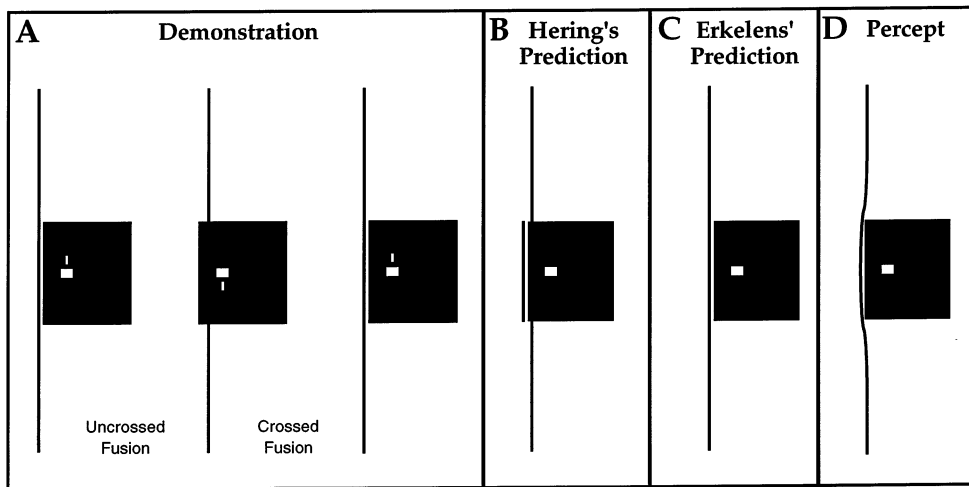 A
Demonstration
B
Hering's
Prediction
C
Erkelens'
Prediction
D
Percept
Uncrossed
Fusion
Crossed
Fusion